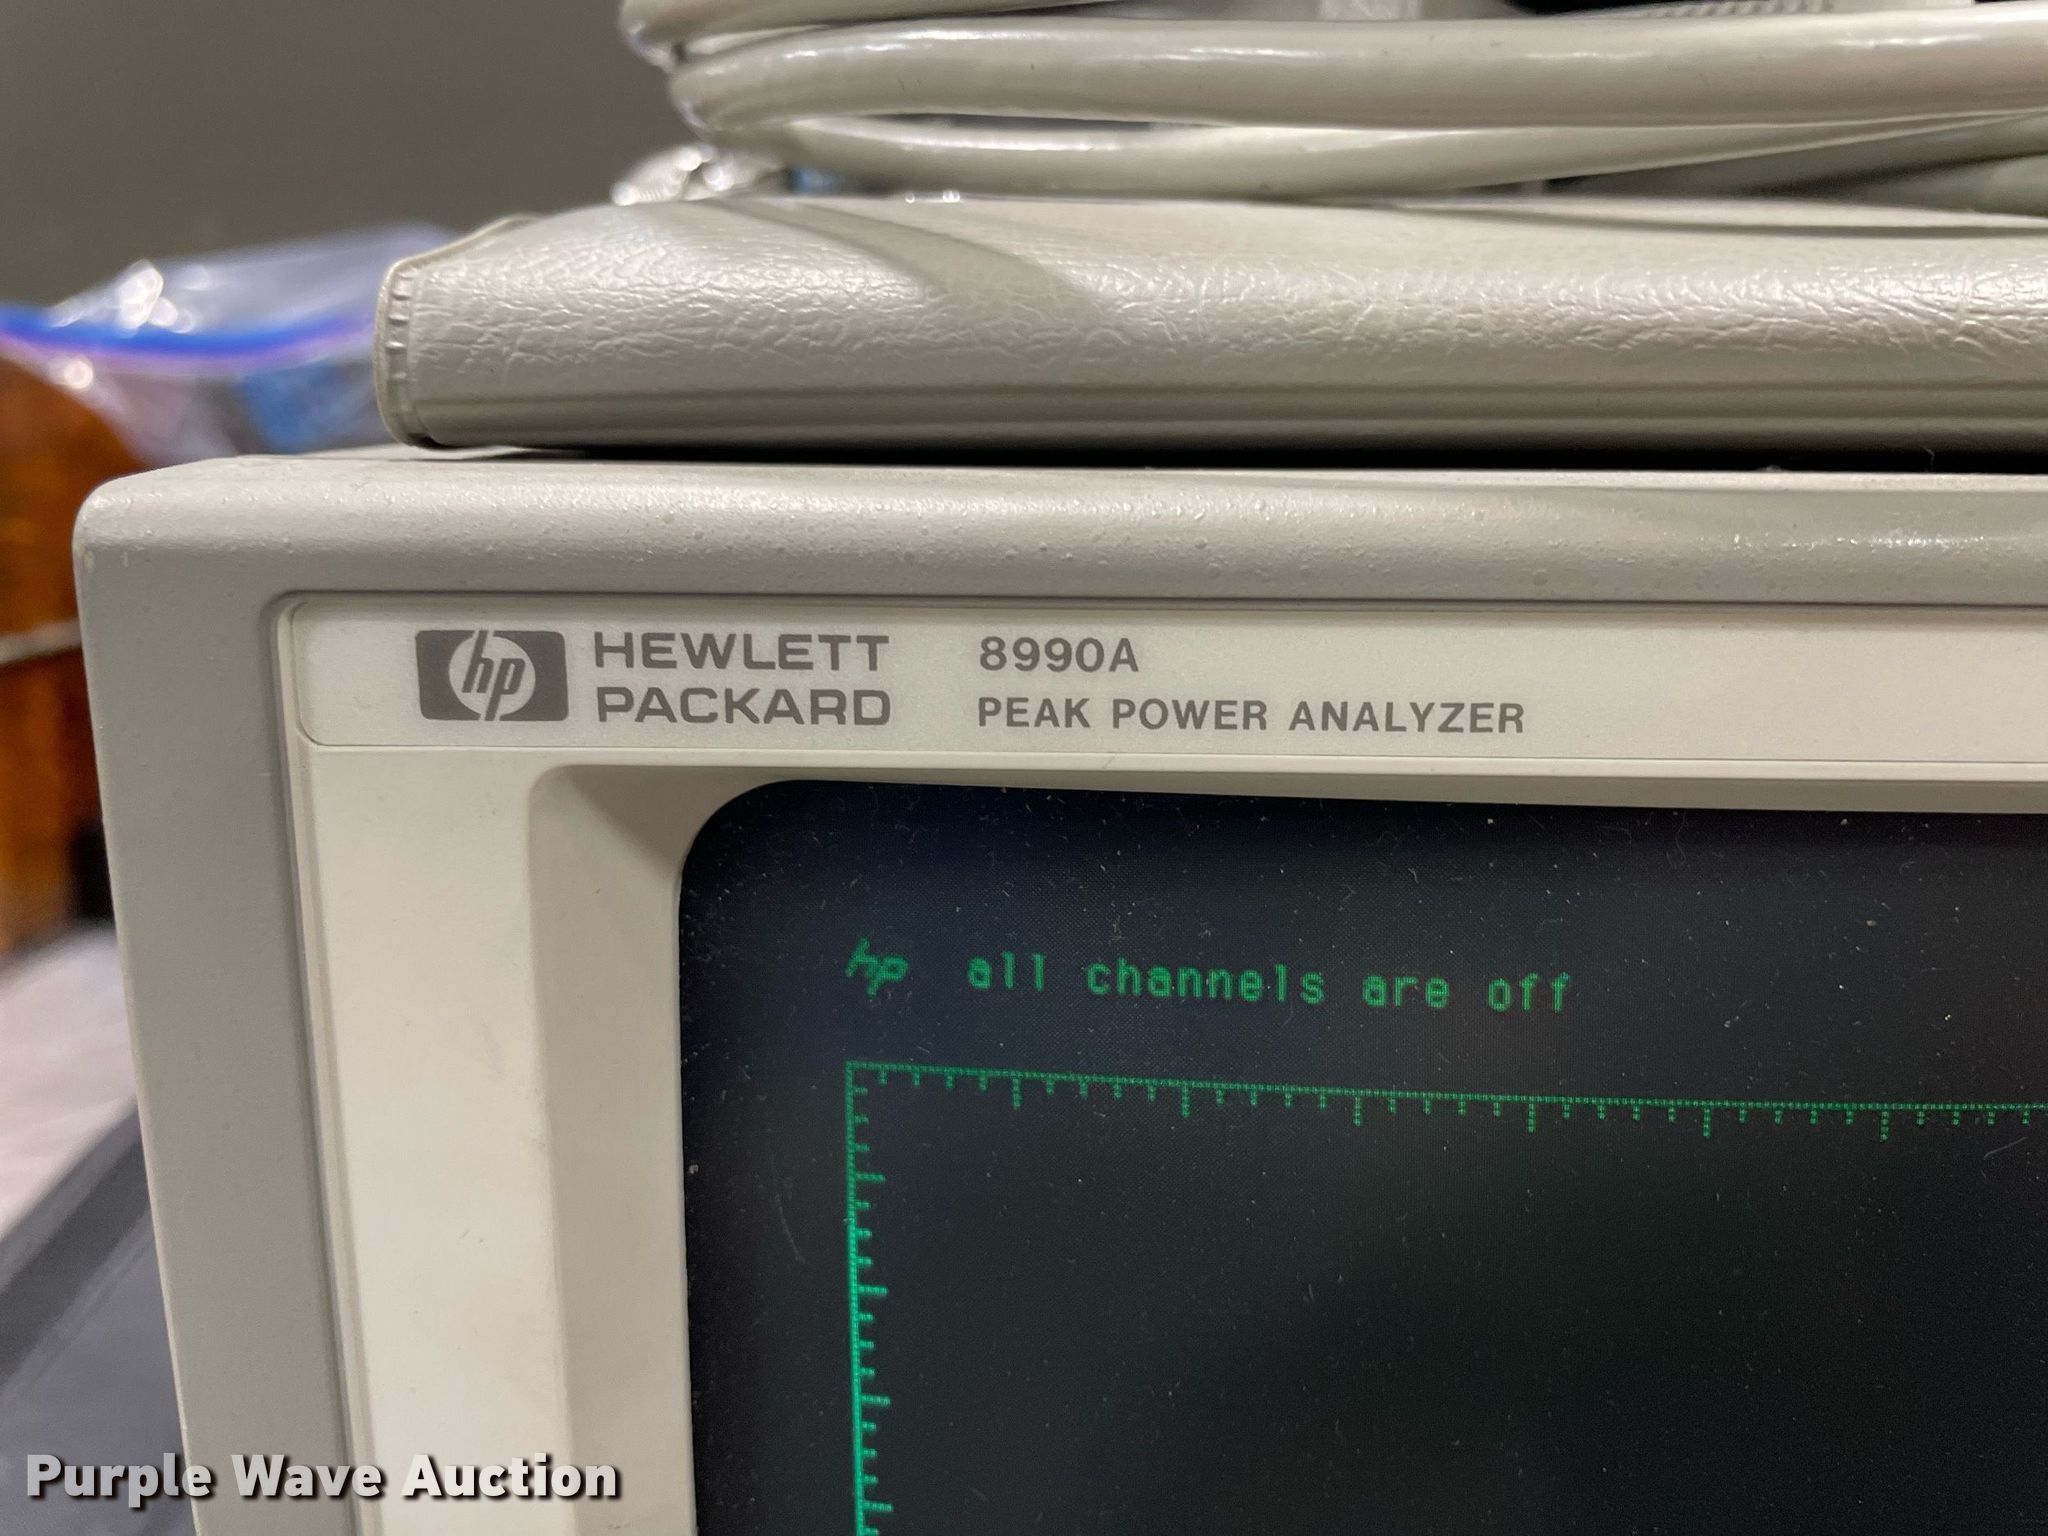 hp HEWLETT PACKARD
8990A
PEAK POWER ANALYZER
hp all channels are off
Purple Wave Auction